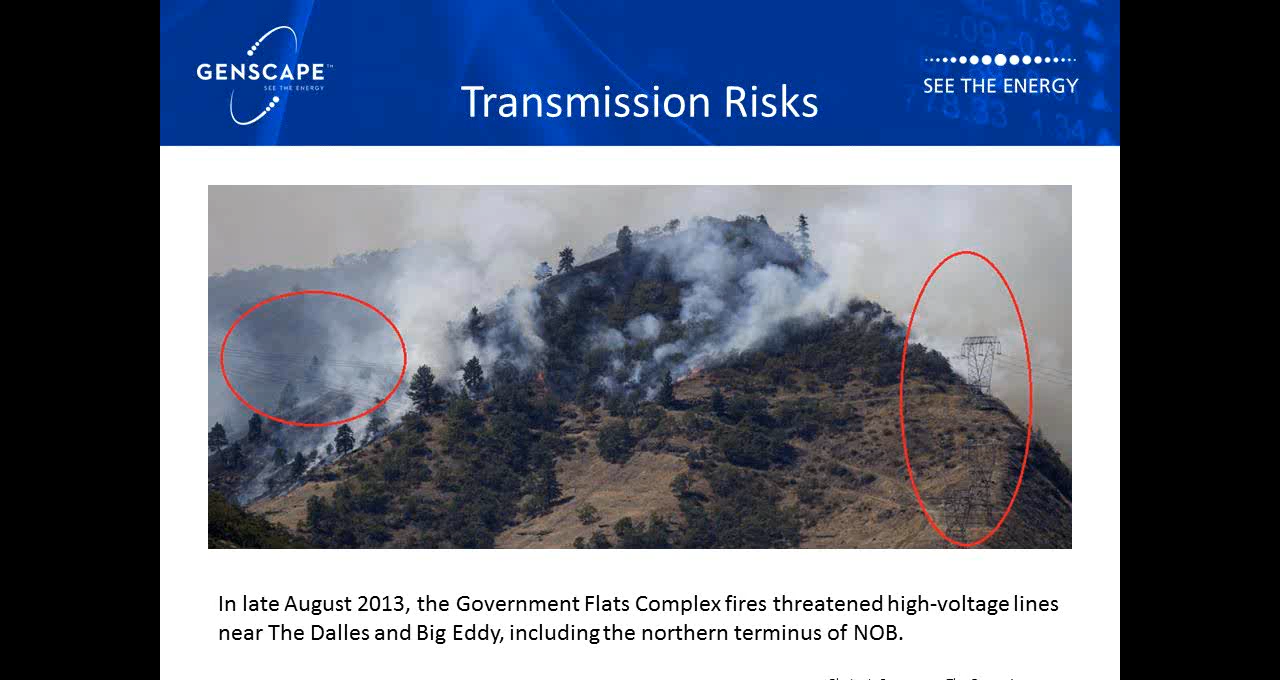 GENSCAPE™
SEE THE ENERGY
Transmission Risks
SEE THE ENERGY
In late August 2013, the Government Flats Complex fires threatened high-voltage lines
near The Dalles and Big Eddy, including the northern terminus of NOB.